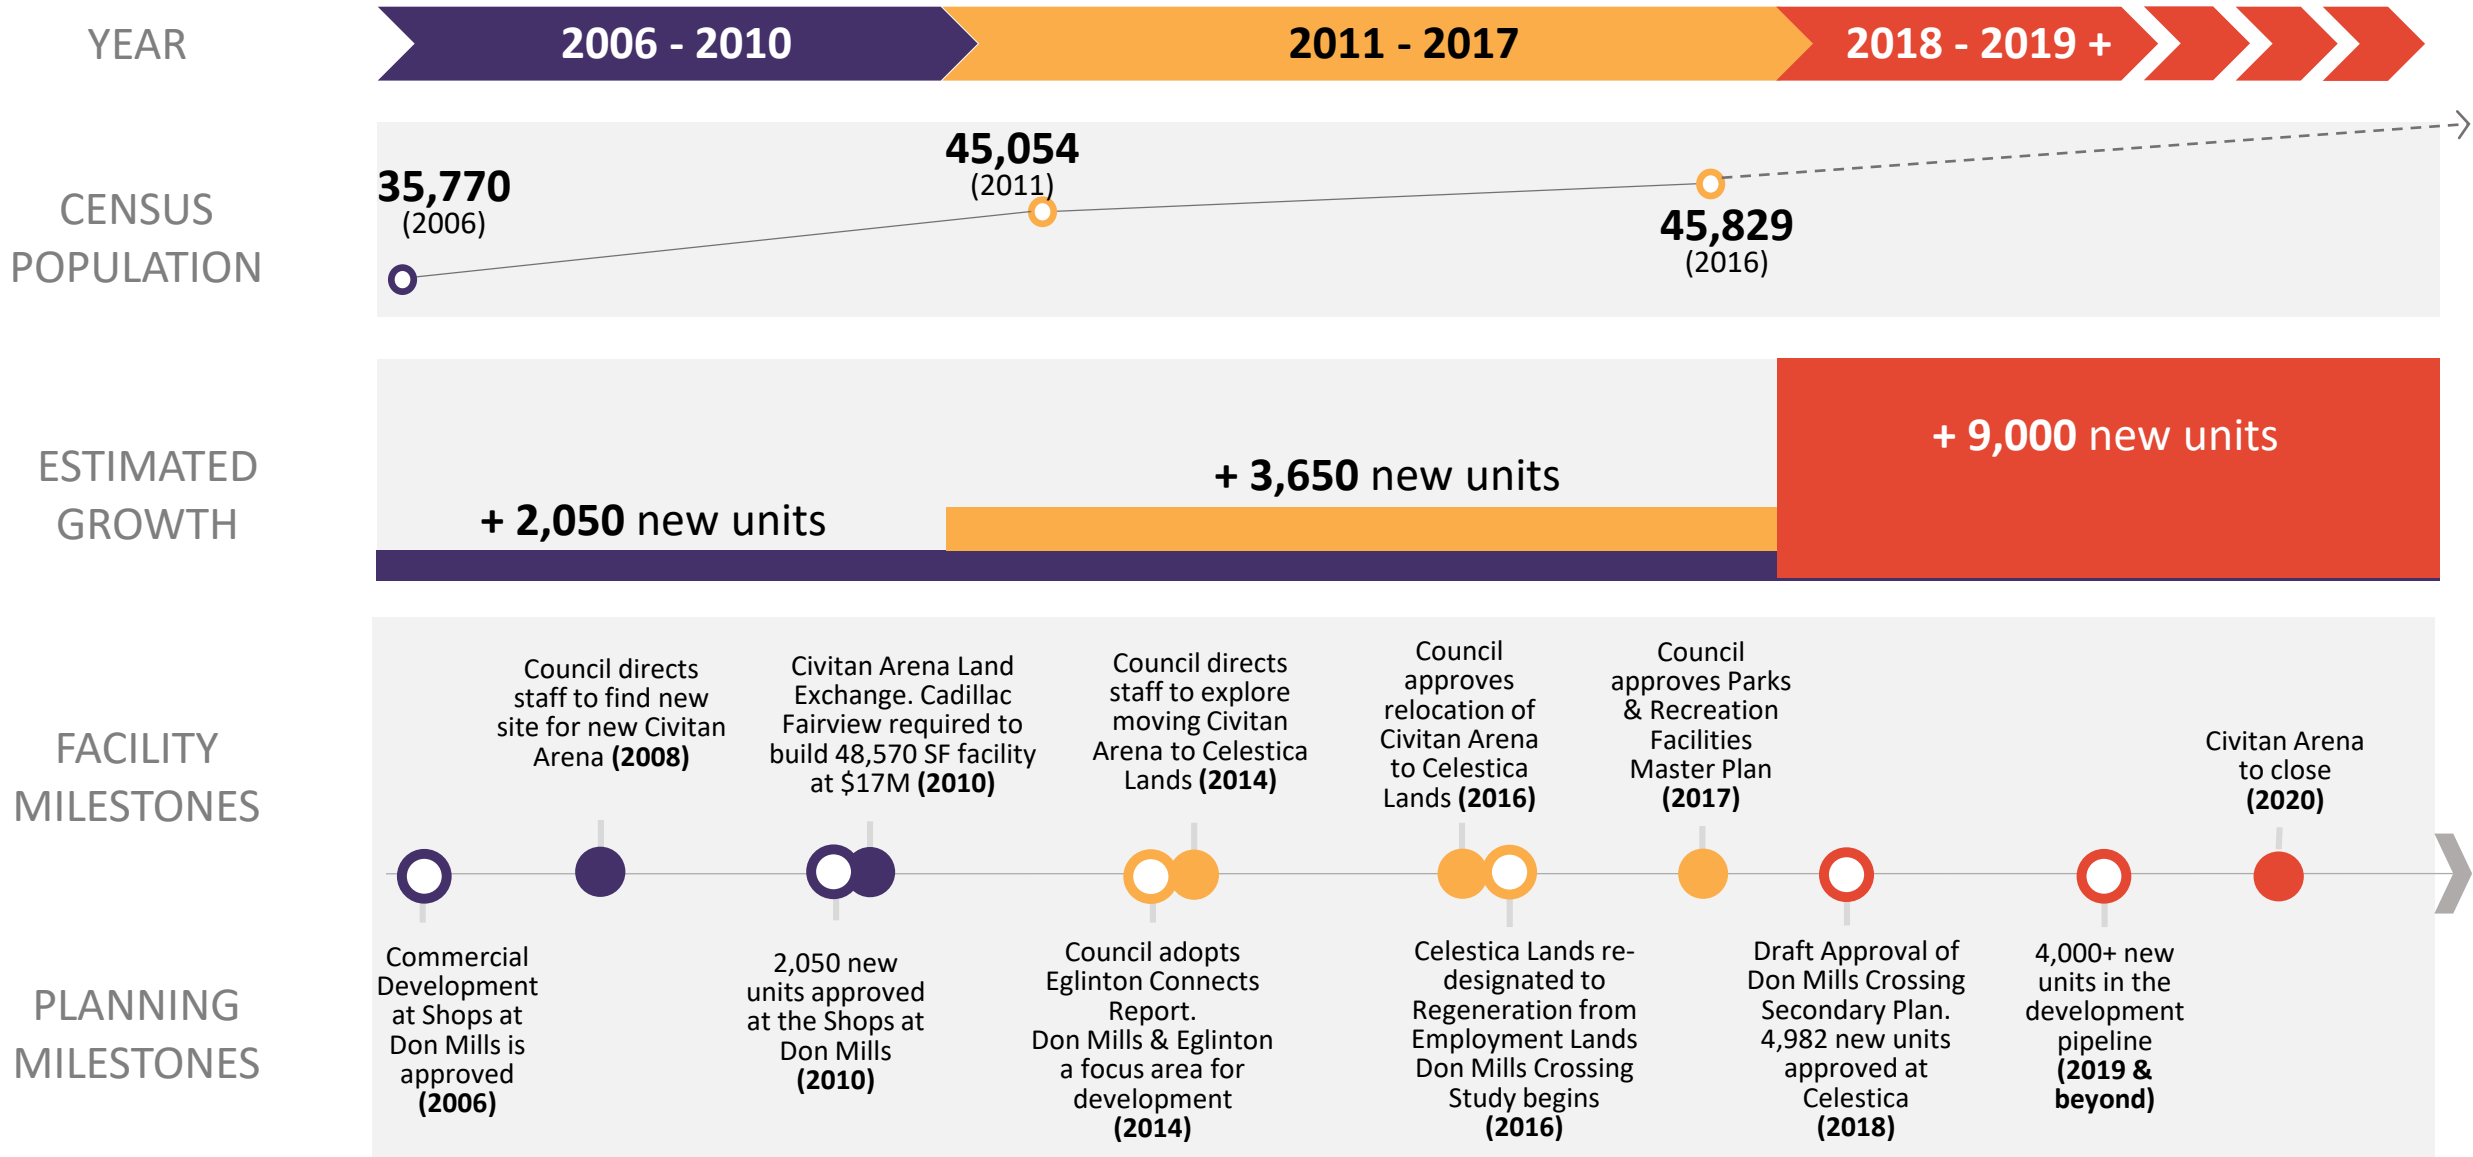 YEAR
2006 - 2010
2011 - 2017
2018 - 2019 +
CENSUS
POPULATION
35,770
(2006)
45,054
(2011)
45,829
(2016)
ESTIMATED
GROWTH
+ 2,050 new units
+ 3,650 new units
+ 9,000 new units
FACILITY
MILESTONES
Council directs
staff to find new
site for new Civitan
Arena (2008)
Civitan Arena Land
Exchange. Cadillac
Fairview required to
build 48,570 SF facility
at $17M (2010)
Council directs
staff to explore
moving Civitan
Arena to Celestica
Lands (2014)
Council
approves
relocation of
Civitan Arena
to Celestica
Lands (2016)
Council
approves Parks
& Recreation
Facilities
Master Plan
(2017)
Civitan Arena
to close
(2020)
PLANNING
MILESTONES
Commercial
Development
at Shops at
Don Mills is
approved
(2006)
2,050 new
units approved
at the Shops at
Don Mills
(2010)
Council adopts
Eglinton Connects
Report.
Don Mills & Eglinton
a focus area for
development
(2014)
Celestica Lands re-
designated to
Regeneration from
Employment Lands
Don Mills Crossing
Study begins
(2016)
Draft Approval of
Don Mills Crossing
Secondary Plan.
4,982 new units
approved at
Celestica
(2018)
4,000+ new
units in the
development
pipeline
(2019 &
beyond)